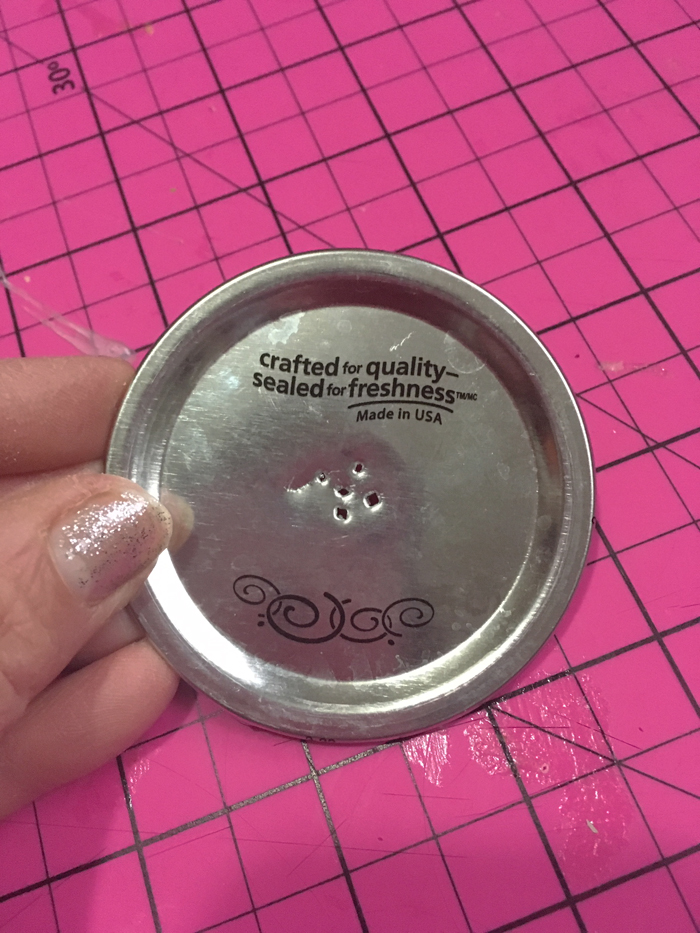 30°
crafted for quality—
sealed for freshness™/MC
Made in USA